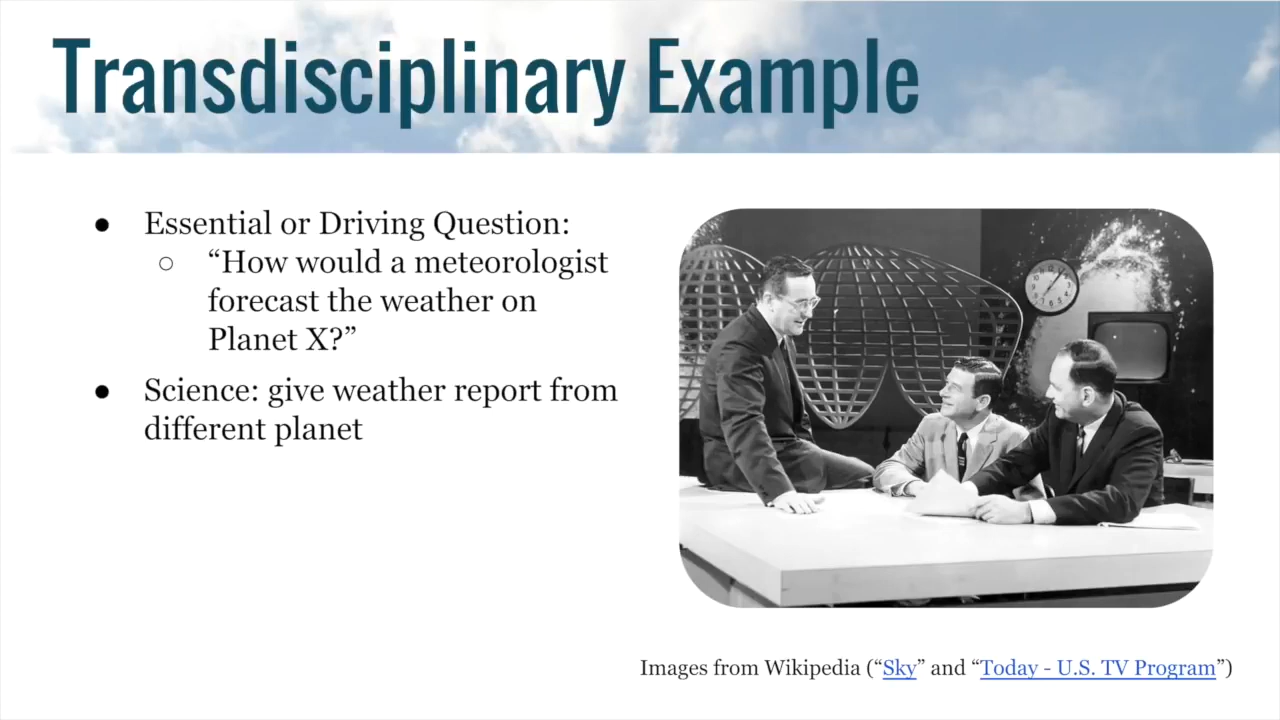 Transdisciplinary Example
● Essential or Driving Question:
○ “How would a meteorologist
forecast the weather on
Planet X?”
● Science: give weather report from
different planet
Images from Wikipedia (“Sky” and “Today - U.S. TV Program”)